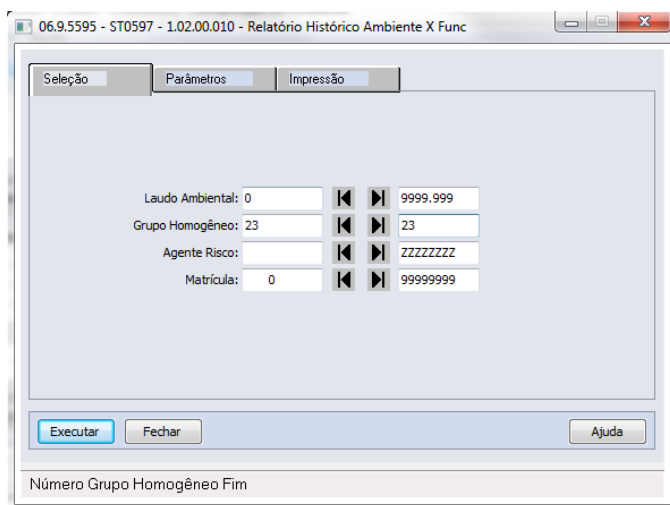 06.9.5595 - ST0597 - 1.02.00.010 - Relatório Histórico Ambiente X Func
Seleção Parâmetros Impressão
Laudo Ambiental: 0 9999.999
Grupo Homogêneo: 23 23
Agente Risco: ZZZZZZZZ
Matrícula: 0 99999999
Executar Fechar Ajuda
Número Grupo Homogêneo Fim